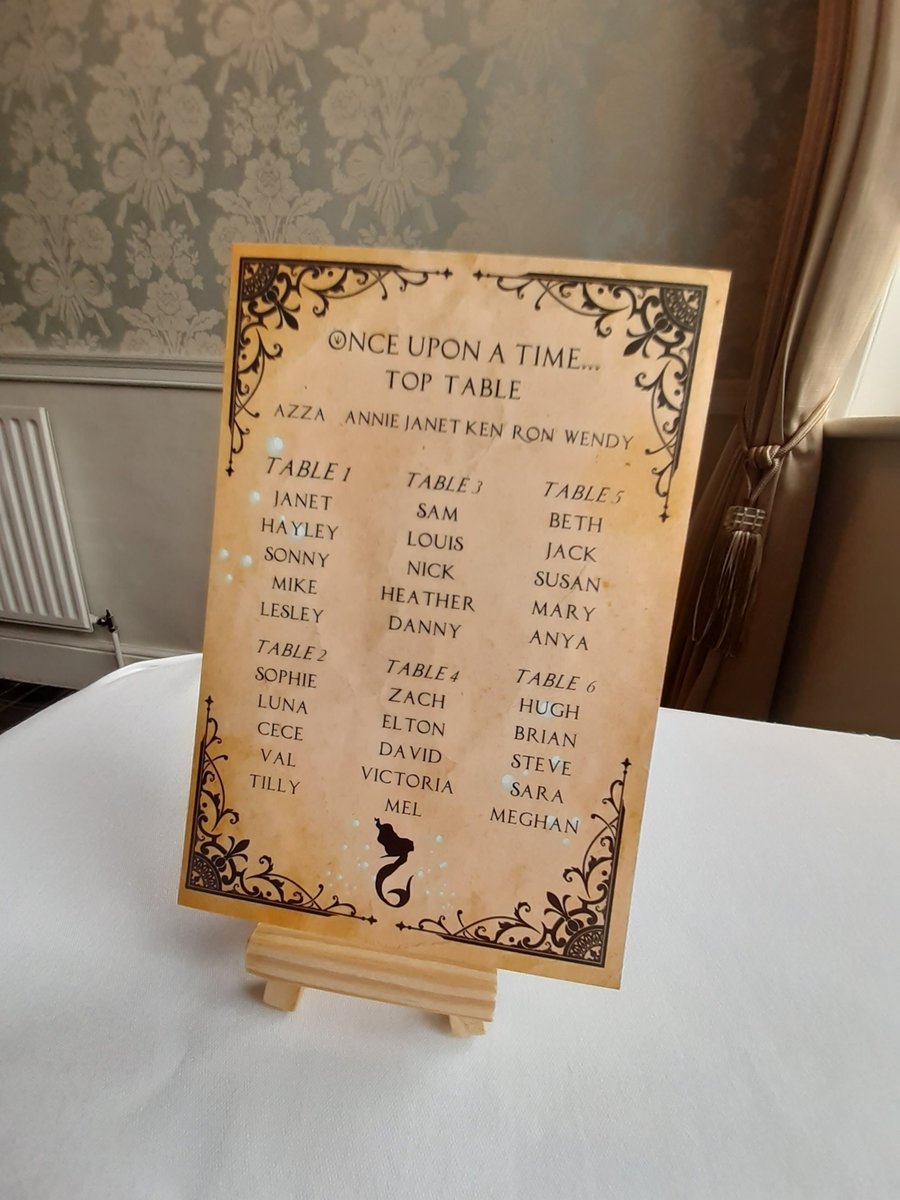 ONCE UPON A TIME...
TOP TABLE
AZZA ANNIE JANET KEN RON WENDY
TABLE 1
JANET
HAYLEY
SONNY
MIKE
LESLEY
TABLE 2
SOPHIE
LUNA
CECE
VAL
TILLY
TABLE 3
SAM
LOUIS
NICK
HEATHER
DANNY
TABLE 4
ZACH
ELTON
DAVID
VICTORIA
MEL
TABLE 5
BETH
JACK
SUSAN
MARY
ANYA
TABLE 6
HUGH
BRIAN
STEVE
SARA
MEGHAN